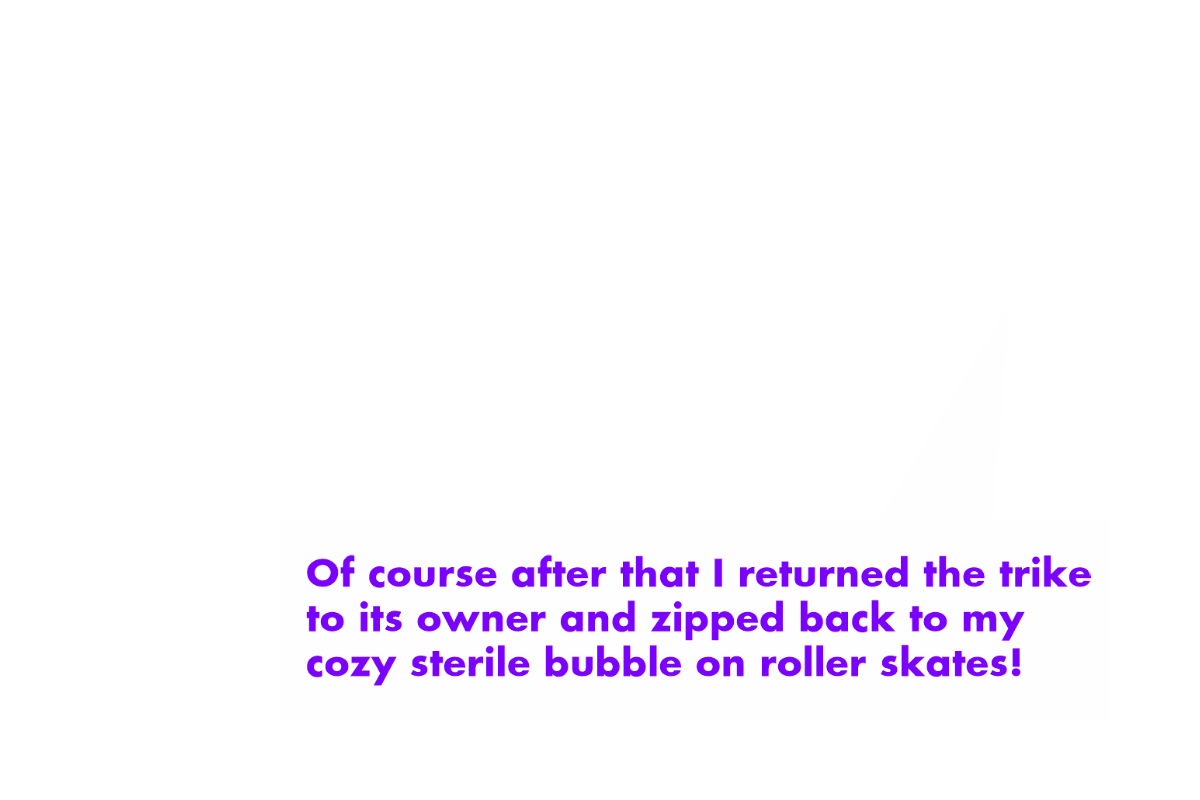 Of course after that I returned the trike
to its owner and zipped back to my
cozy sterile bubble on roller skates!